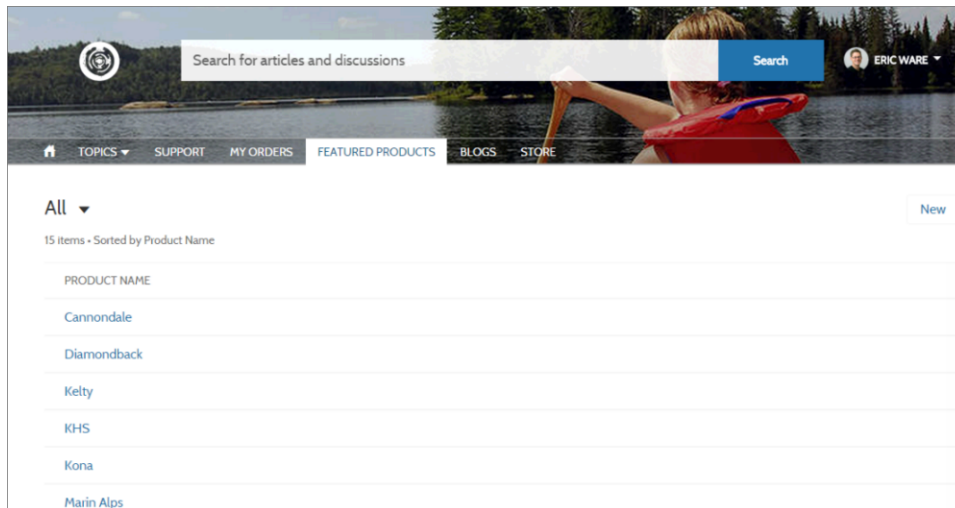 Search for articles and discussions
Search
ERIC WARE
TOPICS
SUPPORT
MY ORDERS
FEATURED PRODUCTS
BLOGS
STORE
All
New
15 items • Sorted by Product Name
PRODUCT NAME
Cannondale
Diamondback
Kelty
KHS
Kona
Marin Alps